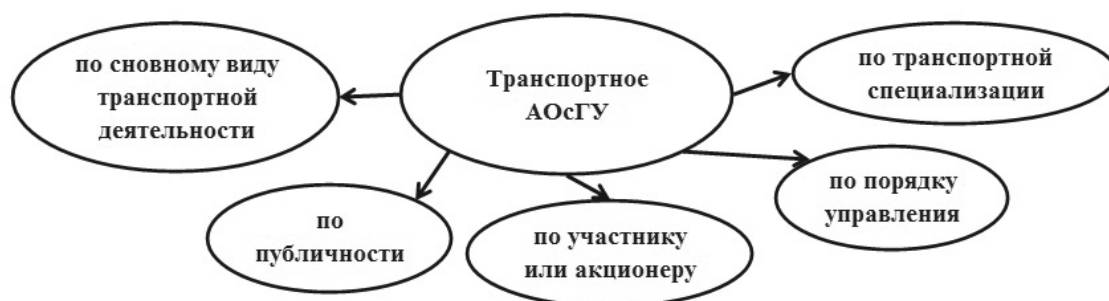 по сновному виду
транспортной
деятельности
Транспортное
АОсГУ
по транспортной
специализации
по
публичности
по участнику
или акционеру
по порядку
управления